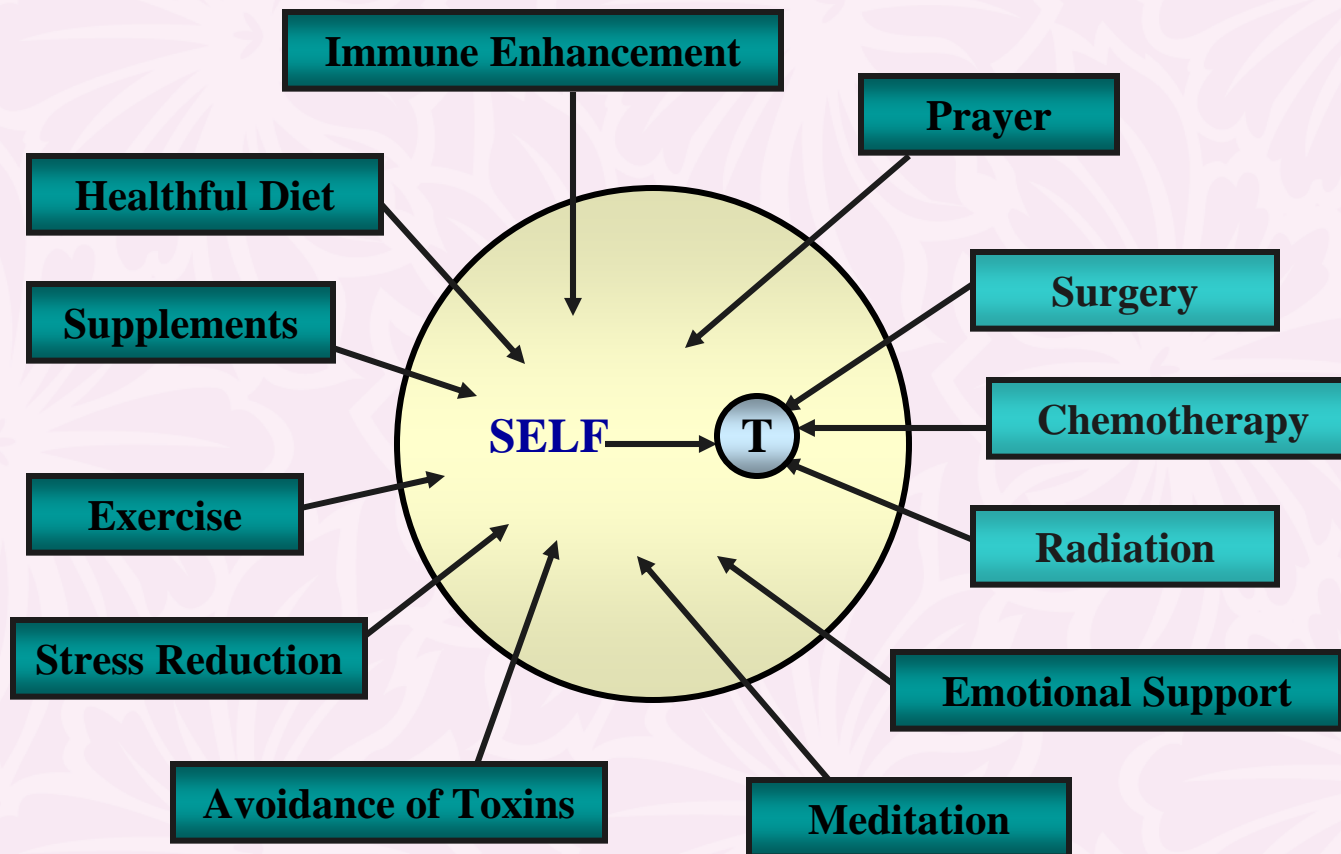 Immune Enhancement
Prayer
Healthful Diet
Surgery
Supplements
Chemotherapy
SELF
T
Exercise
Radiation
Stress Reduction
Emotional Support
Avoidance of Toxins
Meditation